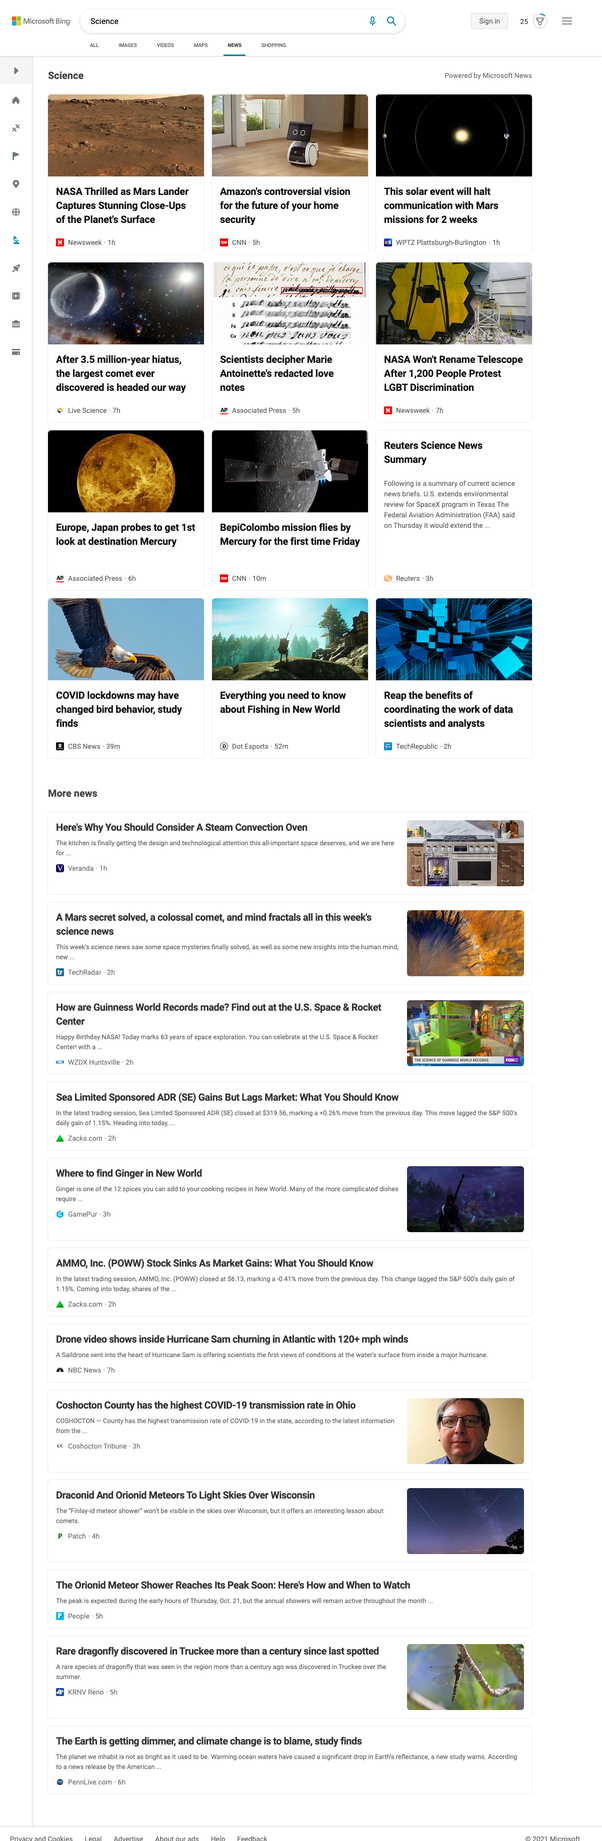 Microsoft Bing
Science
Sign in
25
ALL IMAGES VIDEOS MAPS NEWS SHOPPING
Science
Powered by Microsoft News
NASA Thrilled as Mars Lander
Captures Stunning Close-Ups
of the Planet's Surface
Newsweek · 1h
Amazon's controversial vision
for the future of your home
security
CNN · 5h
This solar event will halt
communication with Mars
missions for 2 weeks
WPTZ Plattsburgh-Burlington · 1h
After 3.5 million-year hiatus,
the largest comet ever
discovered is headed our way
Live Science · 7h
S
K
Fe
Cu
Scientists decipher Marie
Antoinette's redacted love
notes
AP Associated Press · 5h
NASA Won't Rename Telescope
After 1,200 People Protest
LGBT Discrimination
Newsweek · 7h
Europe, Japan probes to get 1st
look at destination Mercury
AP Associated Press · 6h
BepiColombo mission flies by
Mercury for the first time Friday
CNN · 10m
Reuters Science News
Summary
Following is a summary of current science
news briefs. U.S. extends environmental
review for SpaceX program in Texas The
Federal Aviation Administration (FAA) said
on Thursday it would extend the ...
Reuters · 3h
COVID lockdowns may have
changed bird behavior, study
finds
CBS News · 39m
Everything you need to know
about Fishing in New World
Dot Esports · 52m
Reap the benefits of
coordinating the work of data
scientists and analysts
TechRepublic · 2h
More news
Here's Why You Should Consider A Steam Convection Oven
The kitchen is finally getting the design and technological attention this all-important space deserves, and we are here
for ...
V Veranda · 1h
A Mars secret solved, a colossal comet, and mind fractals all in this week's
science news
This week's science news saw some space mysteries finally solved, as well as some new insights into the human mind,
new ...
tr TechRadar · 2h
How are Guinness World Records made? Find out at the U.S. Space & Rocket
Center
Happy Birthday NASA! Today marks 63 years of space exploration. You can celebrate at the U.S. Space & Rocket
Center! with a ...
WZDX Huntsville · 2h
THE SCIENCE OF GUINNESS WORLD RECORDS
FOX
Sea Limited Sponsored ADR (SE) Gains But Lags Market: What You Should Know
In the latest trading session, Sea Limited Sponsored ADR (SE) closed at $319.56, marking a +0.26% move from the previous day. This move lagged the S&P 500's
daily gain of 1.15%. Heading into today, ...
Zacks.com · 2h
Where to find Ginger in New World
Ginger is one of the 12 spices you can add to your cooking recipes in New World. Many of the more complicated dishes
require ...
GamePur · 3h
AMMO, Inc. (POWW) Stock Sinks As Market Gains: What You Should Know
In the latest trading session, AMMO, Inc. (POWW) closed at $6.13, marking a -0.41% move from the previous day. This change lagged the S&P 500's daily gain of
1.15%. Coming into today, shares of the ...
Zacks.com · 2h
Drone video shows inside Hurricane Sam churning in Atlantic with 120+ mph winds
A Saildrone sent into the heart of Hurricane Sam is offering scientists the first views of conditions at the water's surface from inside a major hurricane.
NBC News · 7h
Coshocton County has the highest COVID-19 transmission rate in Ohio
COSHOCTON — County has the highest transmission rate of COVID-19 in the state, according to the latest information
from the ...
Coshocton Tribune · 3h
Draconid And Orionid Meteors To Light Skies Over Wisconsin
The "Finlay-id meteor shower" won't be visible in the skies over Wisconsin, but it offers an interesting lesson about
comets.
P Patch · 4h
The Orionid Meteor Shower Reaches Its Peak Soon: Here's How and When to Watch
The peak is expected during the early hours of Thursday, Oct. 21, but the annual showers will remain active throughout the month ...
People · 5h
Rare dragonfly discovered in Truckee more than a century since last spotted
A rare species of dragonfly that was seen in the region more than a century ago was discovered in Truckee over the
summer.
KRNV Reno · 5h
The Earth is getting dimmer, and climate change is to blame, study finds
The planet we inhabit is not as bright as it used to be. Warming ocean waters have caused a significant drop in Earth's reflectance, a new study warns. According
to a news release by the American ...
PennLive.com · 6h
Privacy and Cookies Legal Advertise About our ads Help Feedback
© 2021 Microsoft